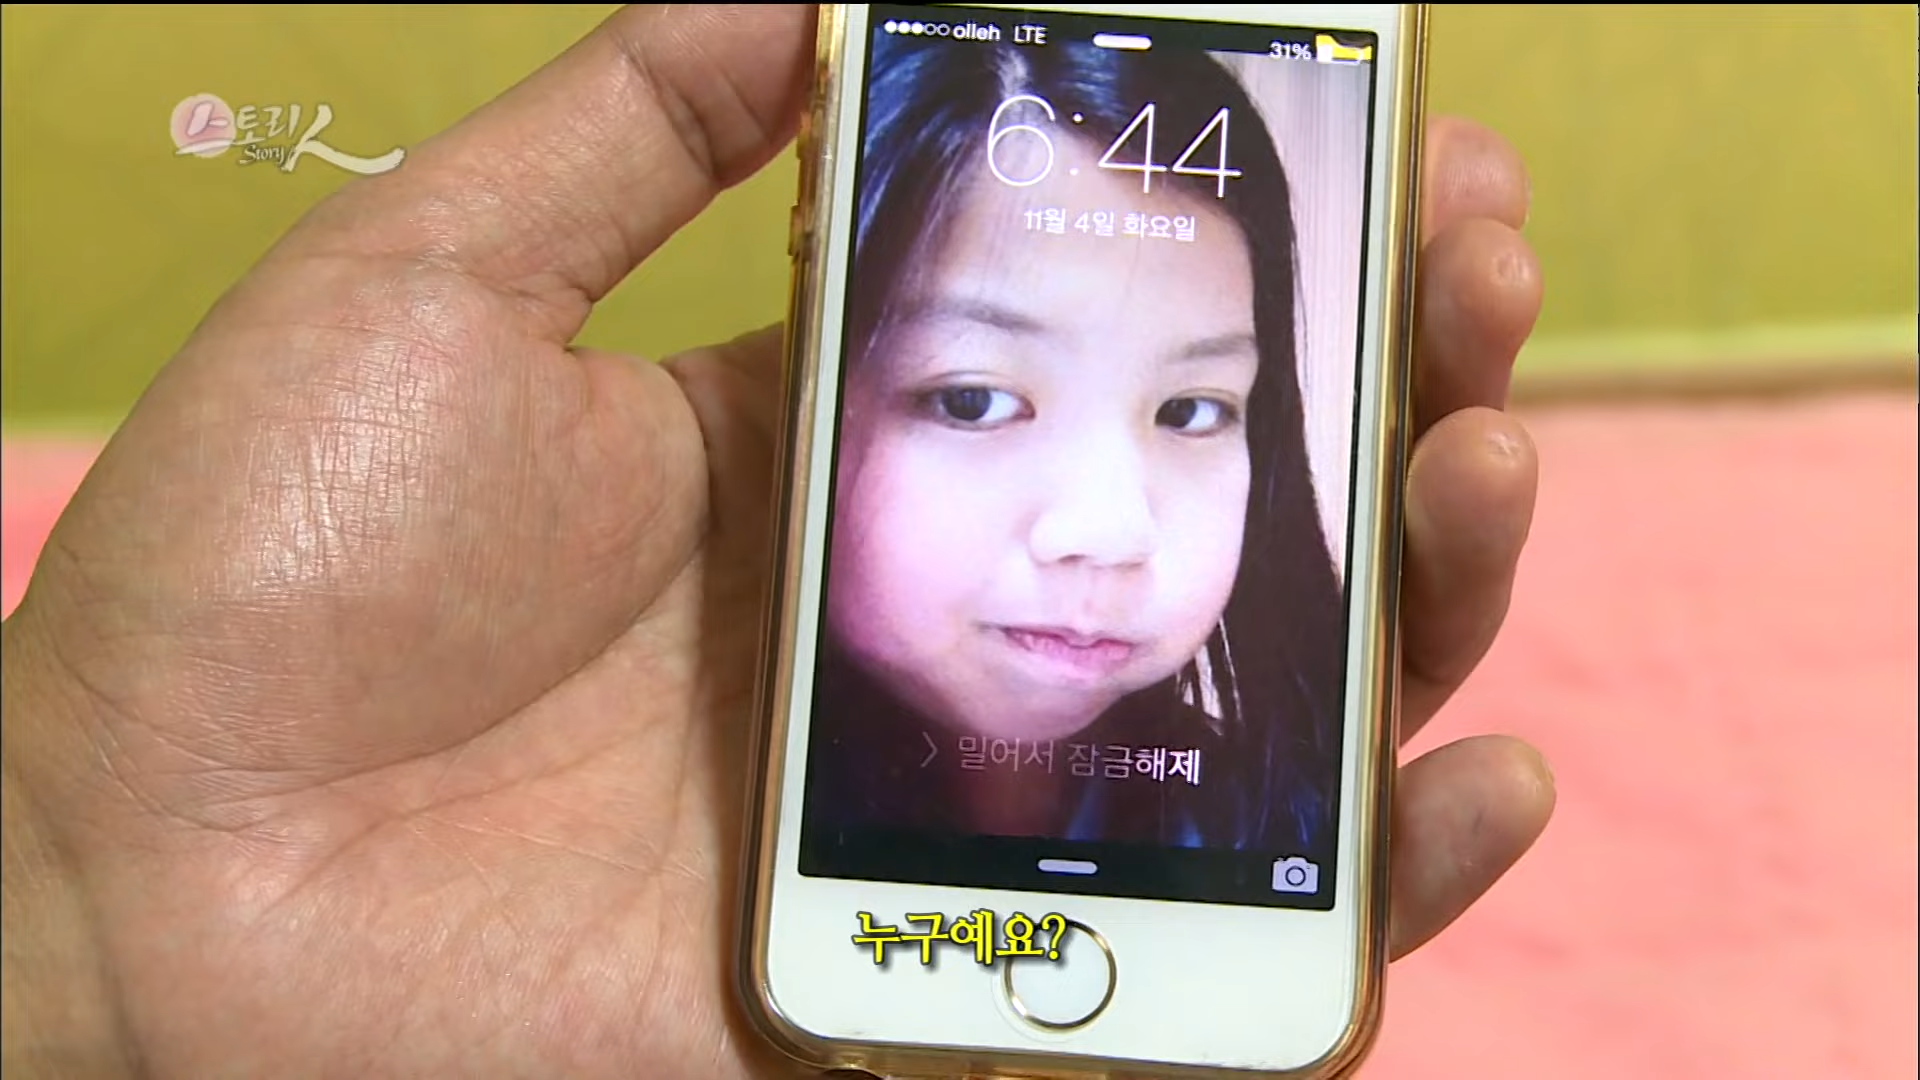 ●●●○○ olleh LTE
31%
스토리人
Story
6:44
11월 4일 화요일
> 밀어서 잠금해제
누구예요?